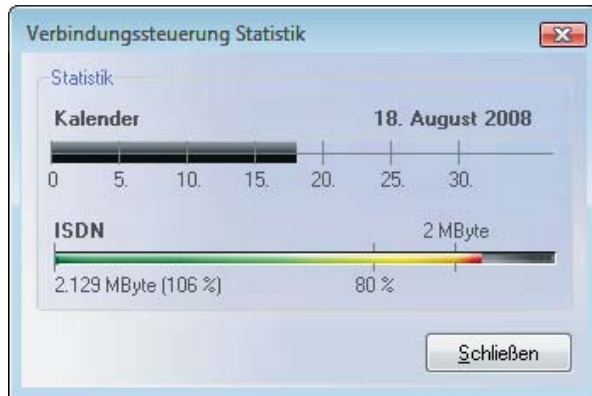 Verbindungssteuerung Statistik
Statistik
Kalender 18. August 2008
0 5. 10. 15. 20. 25. 30.
ISDN 2 MByte
2.129 MByte (106 %) 80 %
Schließen